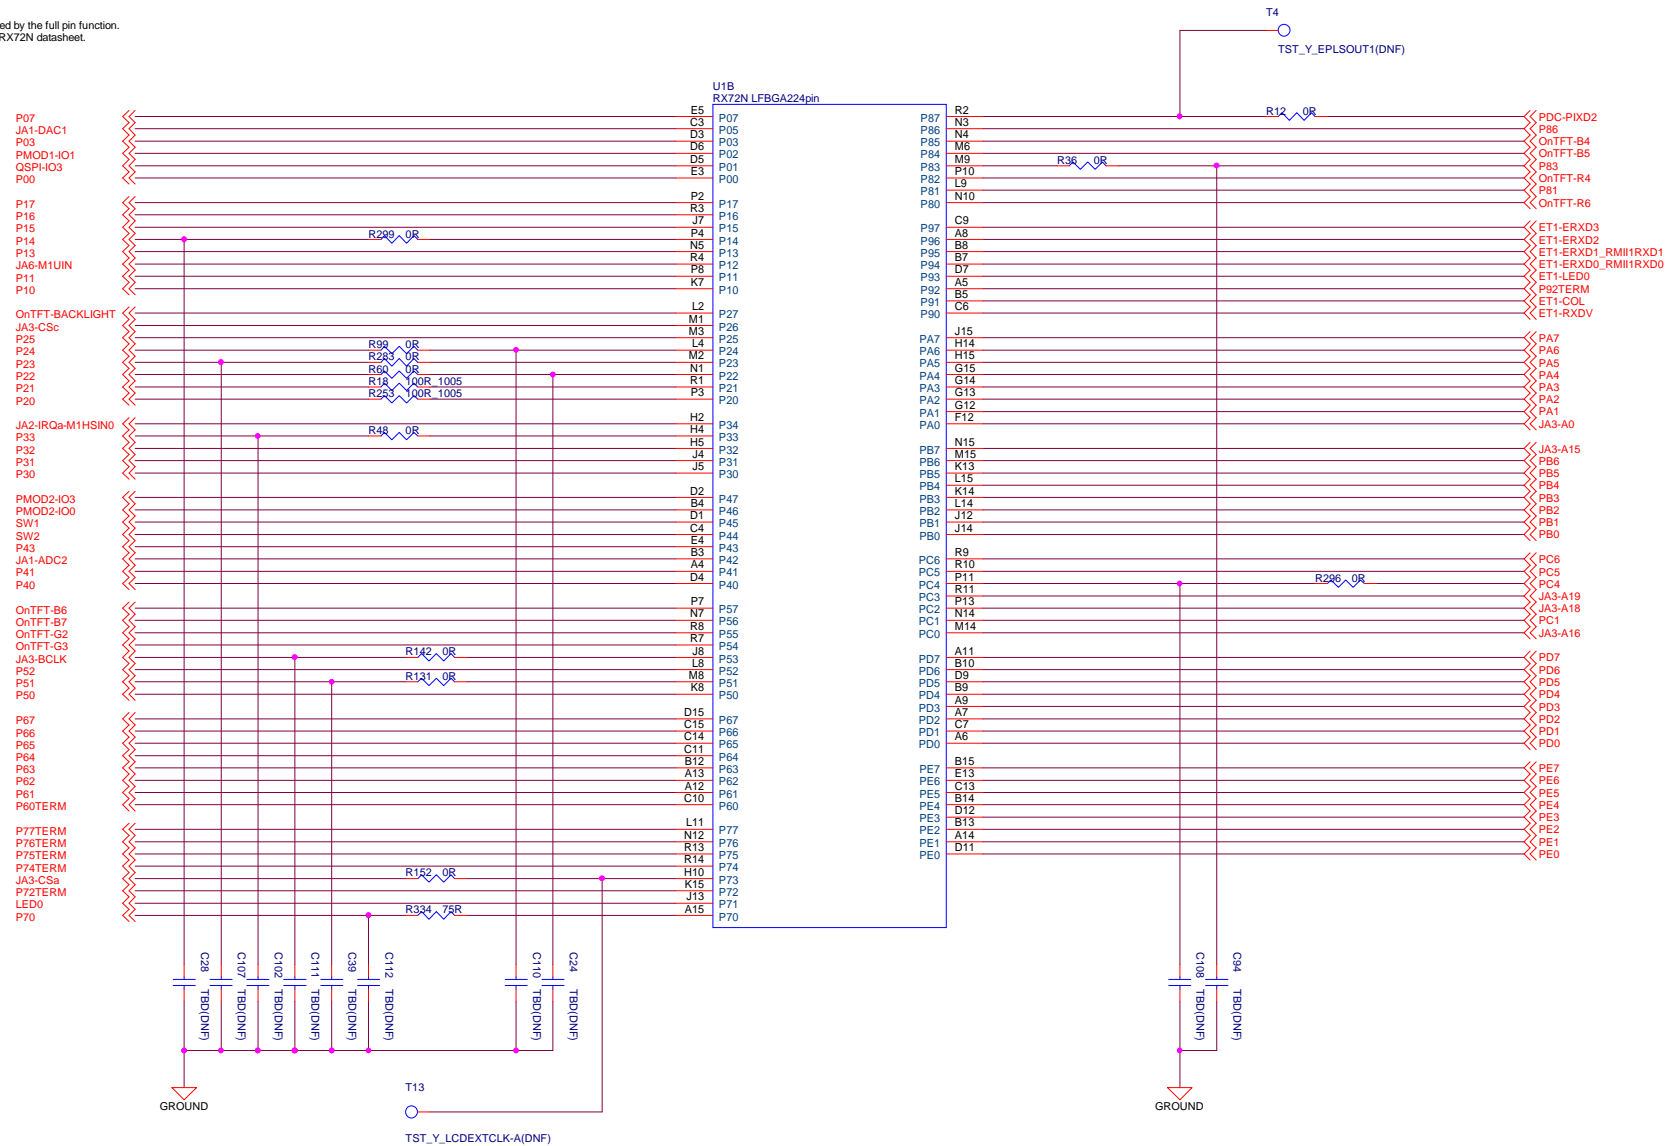 ed by the full pin function.
RX72N datasheet.
T4
TST_Y_EPLSOUT1(DNF)
U1B
RX72N LFBGA224pin
P07 E5 P07 P87 R2 R12 0R PDC-PIXD2
JA1-DAC1 C3 P05 P86 N3 P86
P03 D3 P03 P85 N4 OnTFT-B4
PMOD1-IO1 D6 P02 P84 M6 OnTFT-B5
QSPI-IO3 D5 P01 P83 M9 R36 0R P83
P00 E3 P00 P82 P10 OnTFT-R4
P81 L9 P81
P17 P2 P17 P80 N10 OnTFT-R6
P16 R3 P16
P15 J7 P15 P97 C9 ET1-ERXD3
P14 R299 0R P4 P14 P96 A8 ET1-ERXD2
P13 N5 P13 P95 B8 ET1-ERXD1_RMII1RXD1
JA6-M1UIN R4 P12 P94 B7 ET1-ERXD0_RMII1RXD0
P11 P8 P11 P93 D7 ET1-LED0
P10 K7 P10 P92 A5 P92TERM
P91 B5 ET1-COL
OnTFT-BACKLIGHT L2 P27 P90 C6 ET1-RXDV
JA3-CSc M1 P26
P25 M3 P25 PA7 J15 PA7
P24 R99 0R L4 P24 PA6 H14 PA6
P23 R283 0R M2 P23 PA5 H15 PA5
P22 R60 0R N1 P22 PA4 G15 PA4
P21 R18 100R_1005 R1 P21 PA3 G14 PA3
P20 R253 100R_1005 P3 P20 PA2 G13 PA2
PA1 G12 PA1
JA2-IRQa-M1HSIN0 H2 P34 PA0 F12 JA3-A0
P33 R48 0R H4 P33
P32 H5 P32 PB7 N15 JA3-A15
P31 J4 P31 PB6 M15 PB6
P30 J5 P30 PB5 K13 PB5
PB4 L15 PB4
PMOD2-IO3 D2 P47 PB3 K14 PB3
PMOD2-IO0 B4 P46 PB2 L14 PB2
SW1 D1 P45 PB1 J12 PB1
SW2 C4 P44 PB0 J14 PB0
P43 E4 P43
JA1-ADC2 B3 P42 PC6 R9 PC6
P41 A4 P41 PC5 R10 PC5
P40 D4 P40 PC4 P11 R296 0R PC4
PC3 R11 JA3-A19
OnTFT-B6 P7 P57 PC2 P13 JA3-A18
OnTFT-B7 N7 P56 PC1 N14 PC1
OnTFT-G2 R8 P55 PC0 M14 JA3-A16
OnTFT-G3 R7 P54
JA3-BCLK R142 0R J8 P53 PD7 A11 PD7
P52 L8 P52 PD6 B10 PD6
P51 R131 0R M8 P51 PD5 D9 PD5
P50 K8 P50 PD4 B9 PD4
PD3 A9 PD3
P67 D15 P67 PD2 A7 PD2
P66 C15 P66 PD1 C7 PD1
P65 C14 P65 PD0 A6 PD0
P64 C11 P64
P63 B12 P63 PE7 B15 PE7
P62 A13 P62 PE6 E13 PE6
P61 A12 P61 PE5 C13 PE5
P60TERM C10 P60 PE4 B14 PE4
PE3 D12 PE3
P77TERM L11 P77 PE2 B13 PE2
P76TERM N12 P76 PE1 A14 PE1
P75TERM R13 P75 PE0 D11 PE0
P74TERM R14 P74
JA3-CSa R152 0R H10 P73
P72TERM K15 P72
LED0 J13 P71
P70 R334 75R A15 P70
C28 TBD(DNF)
C107 TBD(DNF)
C102 TBD(DNF)
C111 TBD(DNF)
C39 TBD(DNF)
C112 TBD(DNF)
C110 TBD(DNF)
C24 TBD(DNF)
C108 TBD(DNF)
C94 TBD(DNF)
GROUND
GROUND
T13
TST_Y_LCDEXTCLK-A(DNF)